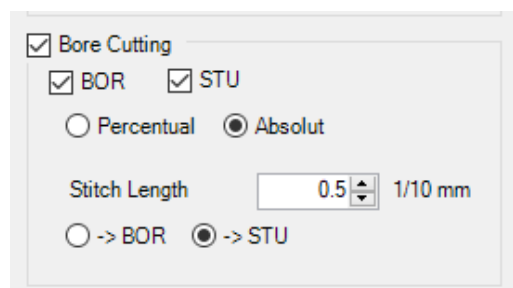 Bore Cutting
BOR STU
Percentual Absolut
Stitch Length 0.5 1/10 mm
-> BOR -> STU